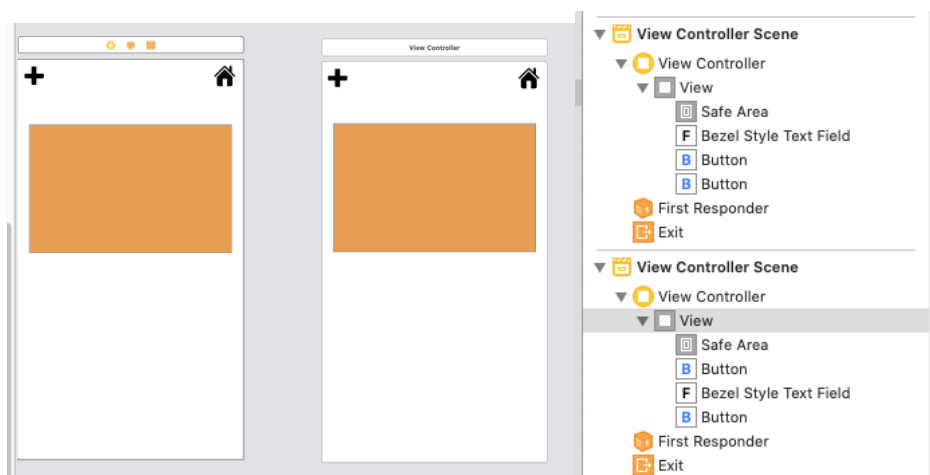 View Controller
View Controller Scene
View Controller
View
Safe Area
F Bezel Style Text Field
B Button
B Button
First Responder
Exit
View Controller Scene
View Controller
View
Safe Area
B Button
F Bezel Style Text Field
B Button
First Responder
Exit